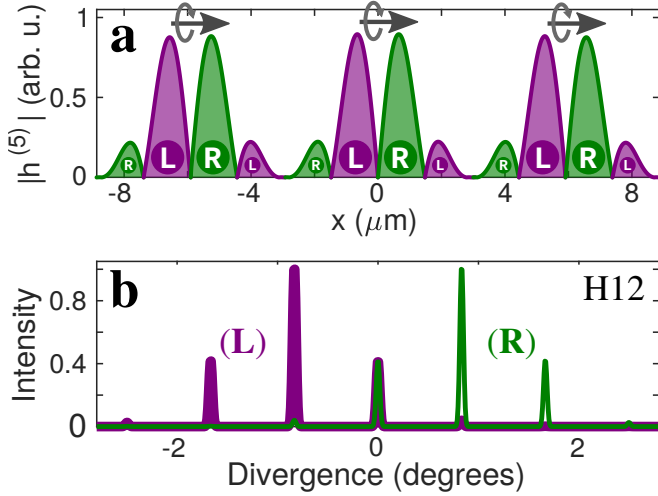 a
|h⁽⁵⁾| (arb. u.)
1
0.5
0
R L R L R L R L R L R L
-8 -4 0 4 8
x (μm)
b
H12
(L) (R)
Intensity
0.8
0.4
0
-2 0 2
Divergence (degrees)